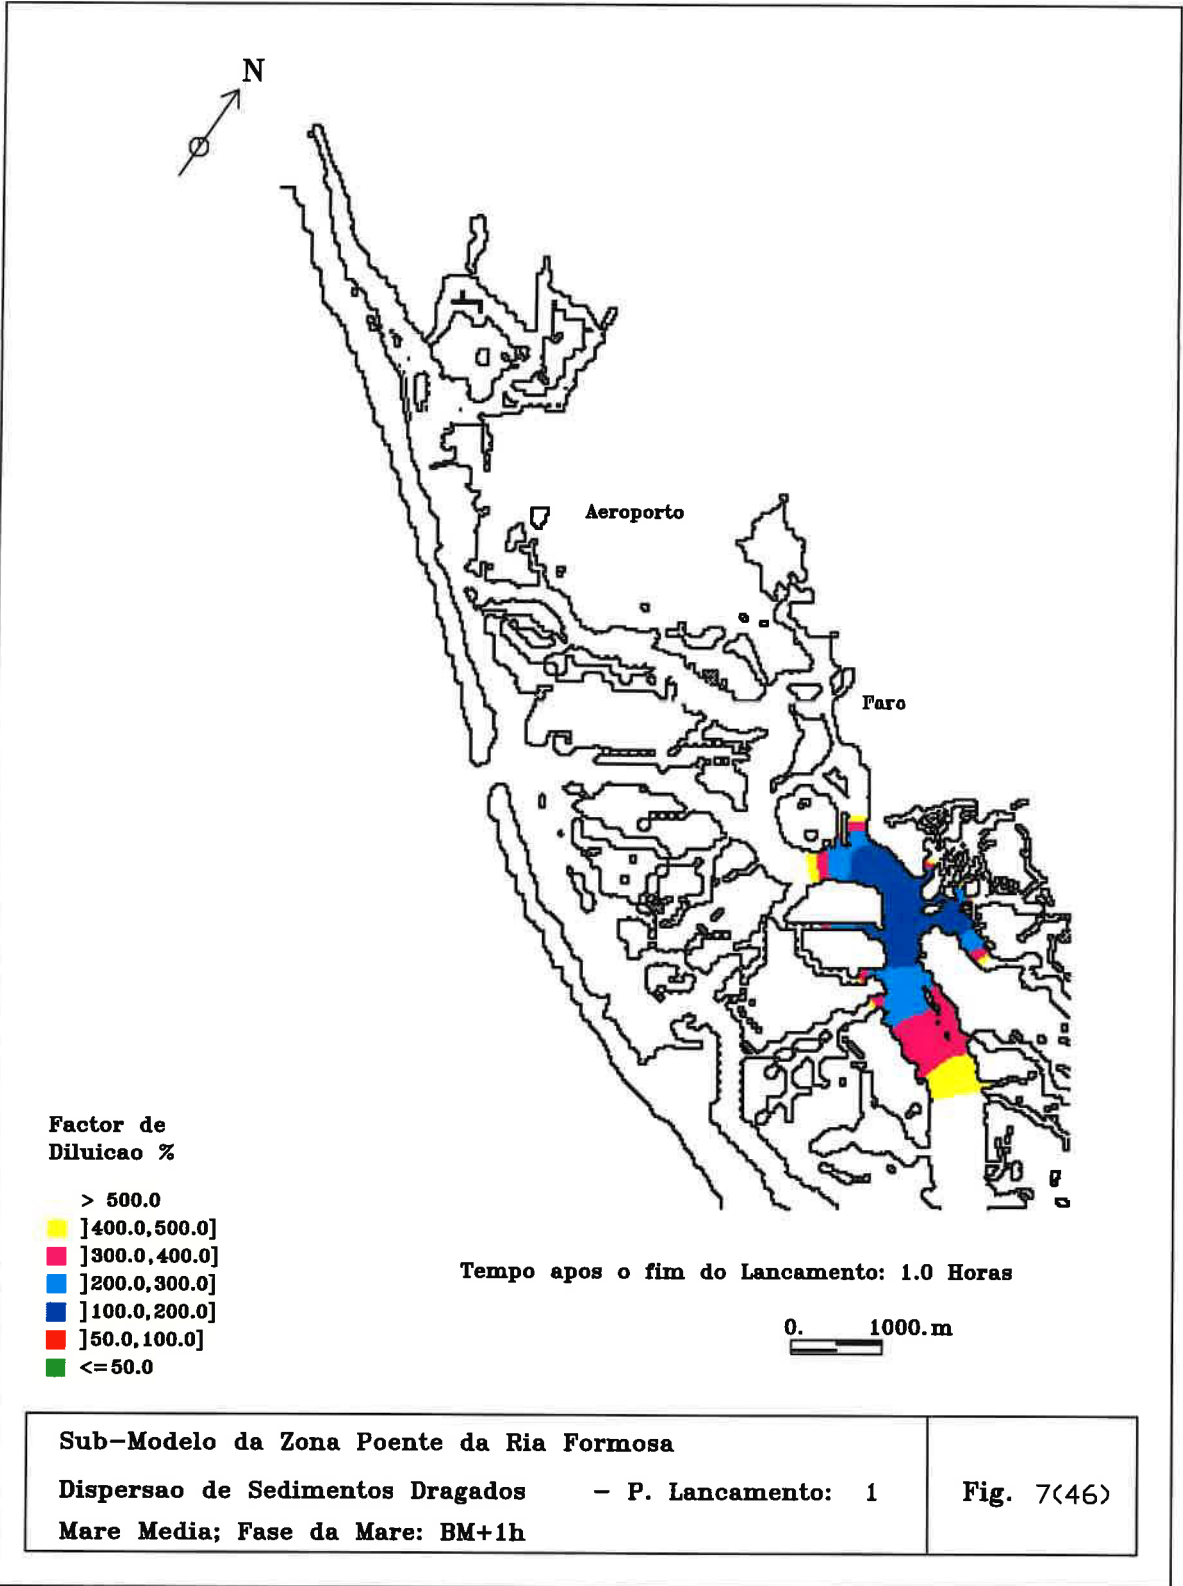 N
Aeroporto
Faro
Factor de
Diluicao %
> 500.0
]400.0,500.0]
]300.0,400.0]
]200.0,300.0]
]100.0,200.0]
]50.0,100.0]
<=50.0
Tempo apos o fim do Lancamento: 1.0 Horas
0. 1000.m
Sub-Modelo da Zona Poente da Ria Formosa
Dispersao de Sedimentos Dragados - P. Lancamento: 1
Mare Media; Fase da Mare: BM+1h
Fig. 7(46)